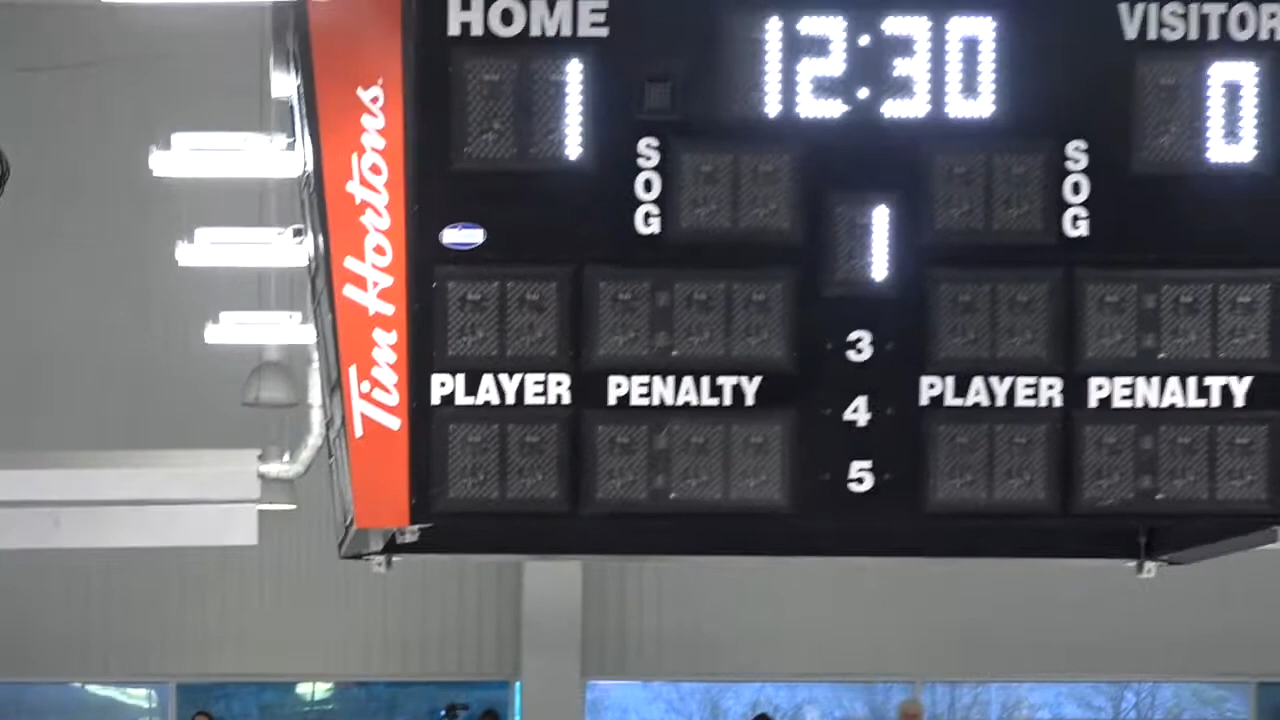 HOME
12:30
VISITOR
1
0
SOG
SOG
1
Tim Hortons
3
PLAYER
PENALTY
PLAYER
PENALTY
4
5